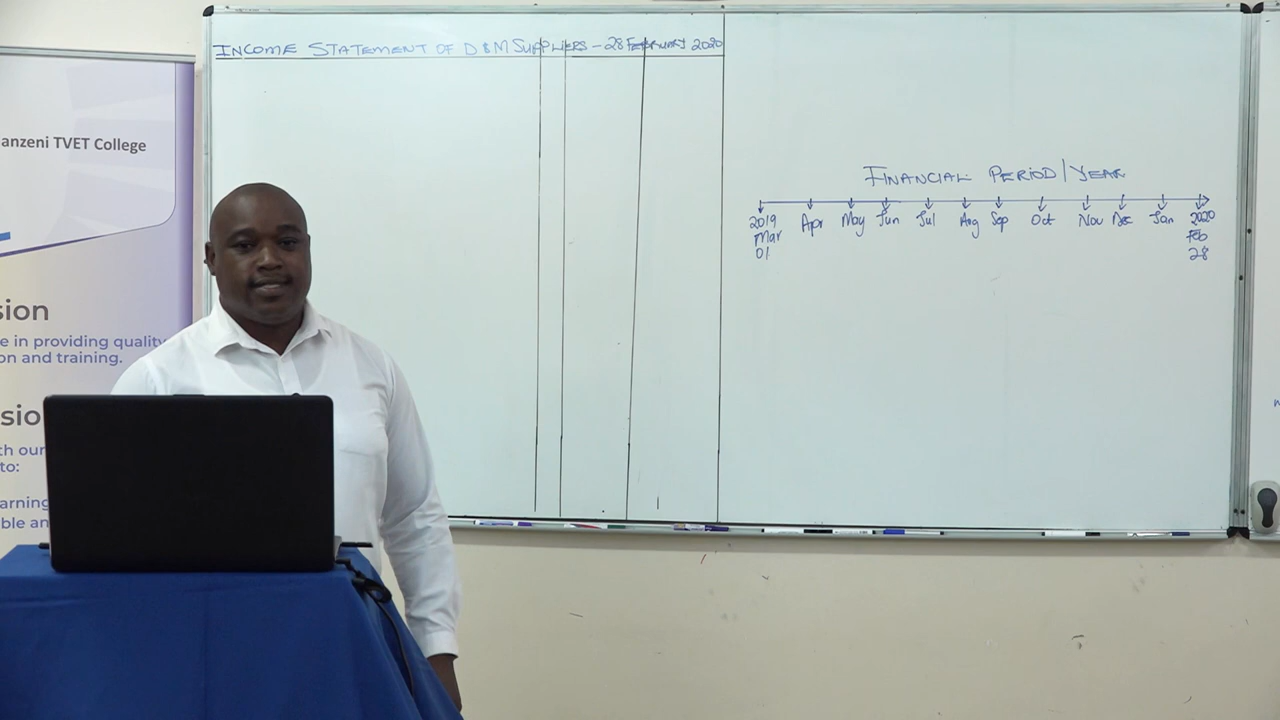 anzeni TVET College
sion
e in providing quality
on and training.
sio
th our
to:
arning
ble an
INCOME STATEMENT OF D&M SUPPLIERS – 28 FEBRUARY 2020
FINANCIAL PERIOD/YEAR
2019 Mar 01
Apr
May
Jun
Jul
Aug
Sep
Oct
Nov
Dec
Jan
2020 Feb 28